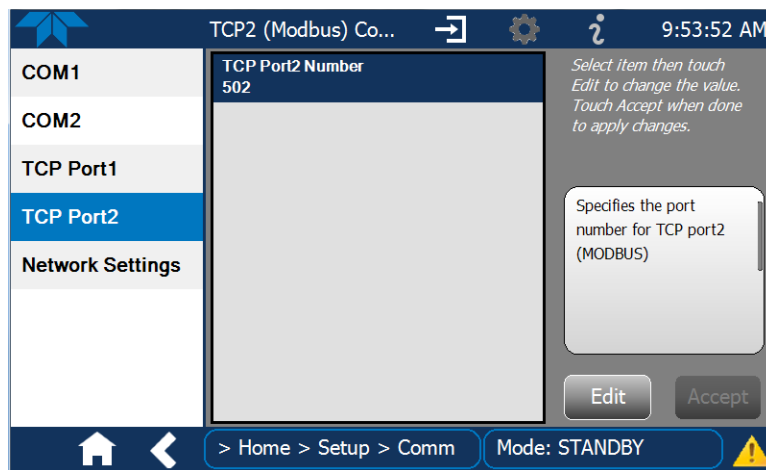 TCP2 (Modbus) Co...
9:53:52 AM
COM1
COM2
TCP Port1
TCP Port2
Network Settings
TCP Port2 Number
502
Select item then touch
Edit to change the value.
Touch Accept when done
to apply changes.
Specifies the port
number for TCP port2
(MODBUS)
Edit
Accept
> Home > Setup > Comm
Mode: STANDBY